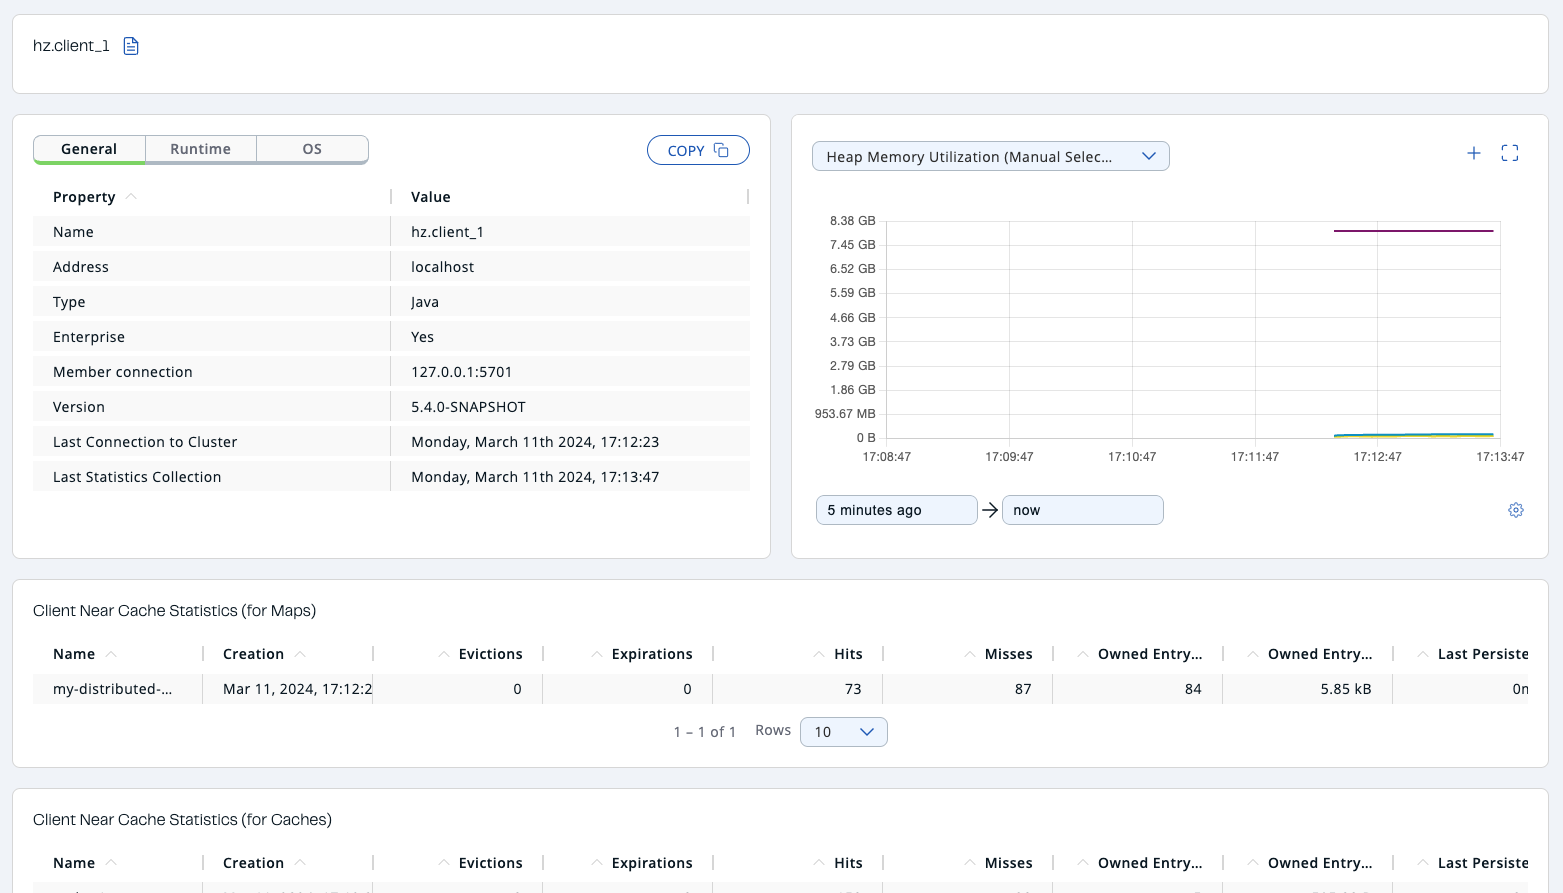 hz.client_1
General Runtime OS COPY
Property Value
Name hz.client_1
Address localhost
Type Java
Enterprise Yes
Member connection 127.0.0.1:5701
Version 5.4.0-SNAPSHOT
Last Connection to Cluster Monday, March 11th 2024, 17:12:23
Last Statistics Collection Monday, March 11th 2024, 17:13:47
Heap Memory Utilization (Manual Selec...
8.38 GB
7.45 GB
6.52 GB
5.59 GB
4.66 GB
3.73 GB
2.79 GB
1.86 GB
953.67 MB
0 B
17:08:47 17:09:47 17:10:47 17:11:47 17:12:47 17:13:47
5 minutes ago now
Client Near Cache Statistics (for Maps)
Name Creation Evictions Expirations Hits Misses Owned Entry... Owned Entry... Last Persiste
my-distributed-... Mar 11, 2024, 17:12:2 0 0 73 87 84 5.85 kB 0
1 – 1 of 1 Rows 10
Client Near Cache Statistics (for Caches)
Name Creation Evictions Expirations Hits Misses Owned Entry... Owned Entry... Last Persiste